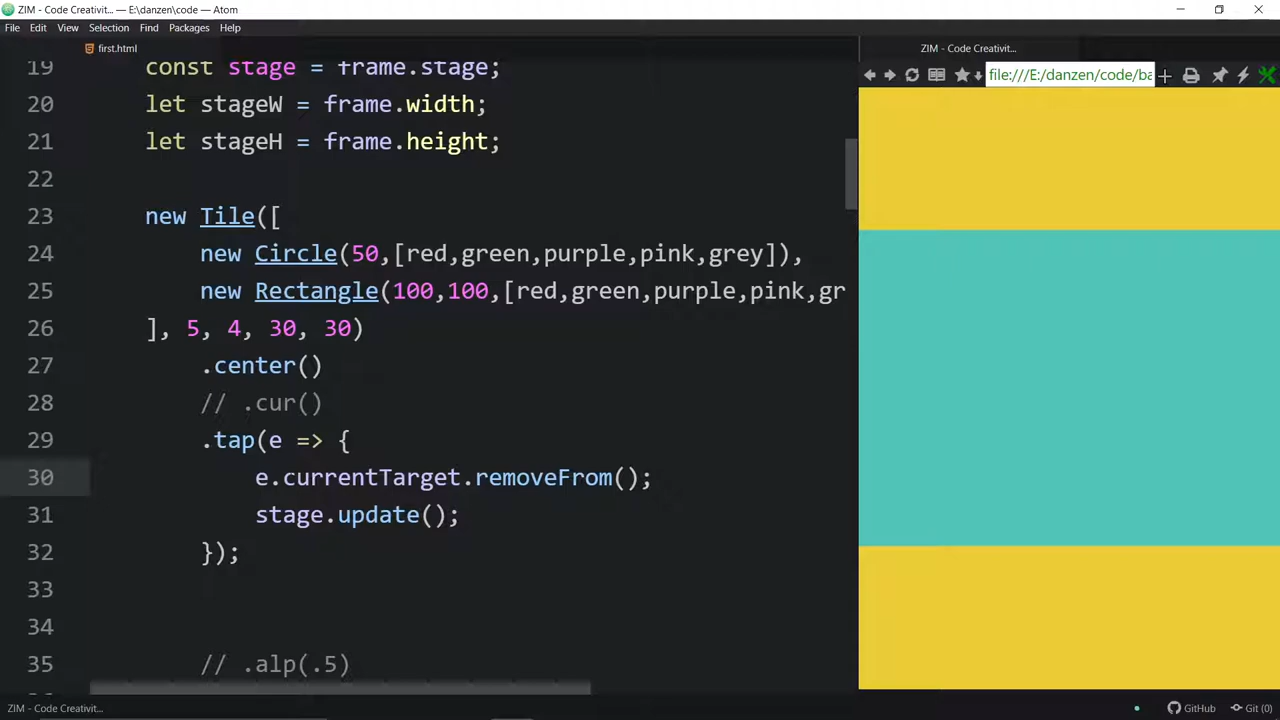 ZIM - Code Creativity... — E:\danzen\code — Atom
File Edit View Selection Find Packages Help
first.html
ZIM - Code Creativit...
file:///E:/danzen/code/ba
19 const stage = frame.stage;
20 let stageW = frame.width;
21 let stageH = frame.height;
22
23 new Tile([
24 new Circle(50,[red,green,purple,pink,grey]),
25 new Rectangle(100,100,[red,green,purple,pink,gr
26 ], 5, 4, 30, 30)
27 .center()
28 // .cur()
29 .tap(e => {
30 e.currentTarget.removeFrom();
31 stage.update();
32 });
33
34
35 // .alp(.5)
ZIM - Code Creativit...
GitHub
Git (0)